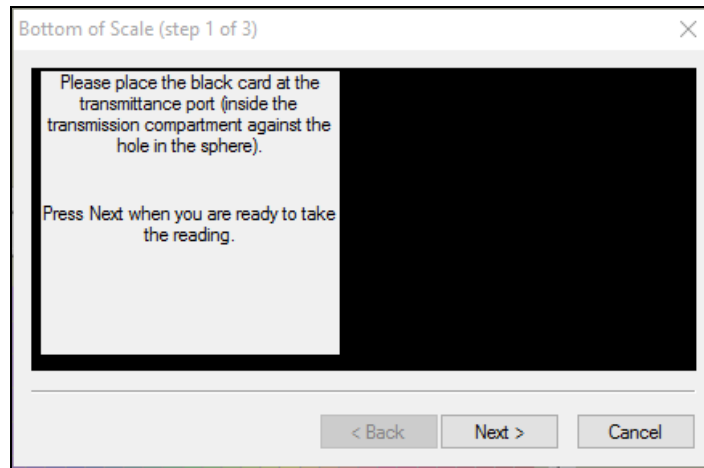 Bottom of Scale (step 1 of 3)
Please place the black card at the
transmittance port (inside the
transmission compartment against the
hole in the sphere).
Press Next when you are ready to take
the reading.
< Back
Next >
Cancel